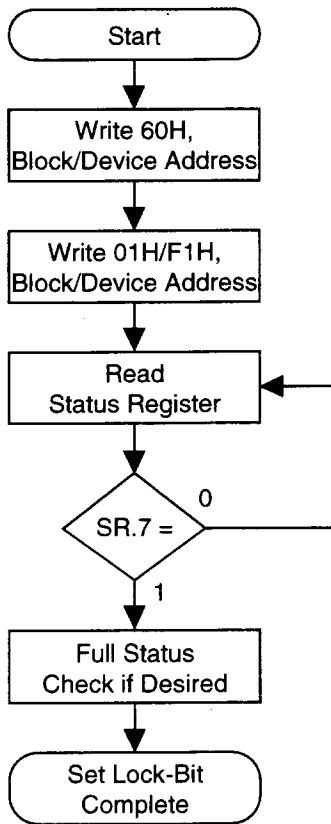 Start
Write 60H,
Block/Device Address
Write 01H/F1H,
Block/Device Address
Read
Status Register
SR.7 =
0
1
Full Status
Check if Desired
Set Lock-Bit
Complete